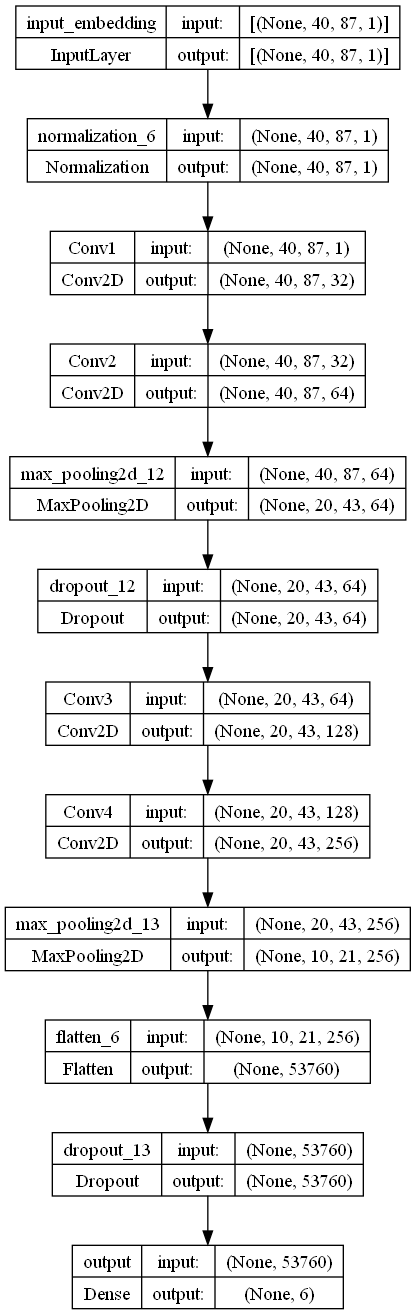 input_embedding input: [(None, 40, 87, 1)]
InputLayer output: [(None, 40, 87, 1)]
normalization_6 input: (None, 40, 87, 1)
Normalization output: (None, 40, 87, 1)
Conv1 input: (None, 40, 87, 1)
Conv2D output: (None, 40, 87, 32)
Conv2 input: (None, 40, 87, 32)
Conv2D output: (None, 40, 87, 64)
max_pooling2d_12 input: (None, 40, 87, 64)
MaxPooling2D output: (None, 20, 43, 64)
dropout_12 input: (None, 20, 43, 64)
Dropout output: (None, 20, 43, 64)
Conv3 input: (None, 20, 43, 64)
Conv2D output: (None, 20, 43, 128)
Conv4 input: (None, 20, 43, 128)
Conv2D output: (None, 20, 43, 256)
max_pooling2d_13 input: (None, 20, 43, 256)
MaxPooling2D output: (None, 10, 21, 256)
flatten_6 input: (None, 10, 21, 256)
Flatten output: (None, 53760)
dropout_13 input: (None, 53760)
Dropout output: (None, 53760)
output input: (None, 53760)
Dense output: (None, 6)